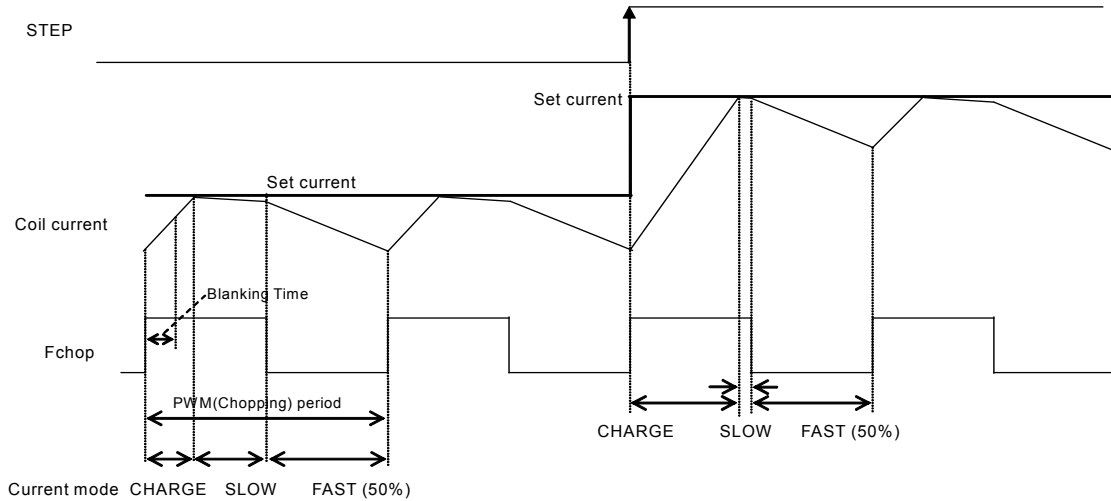 STEP
Set current
Set current
Coil current
Blanking Time
Fchop
PWM(Chopping) period
CHARGE SLOW FAST (50%)
Current mode CHARGE SLOW FAST (50%)